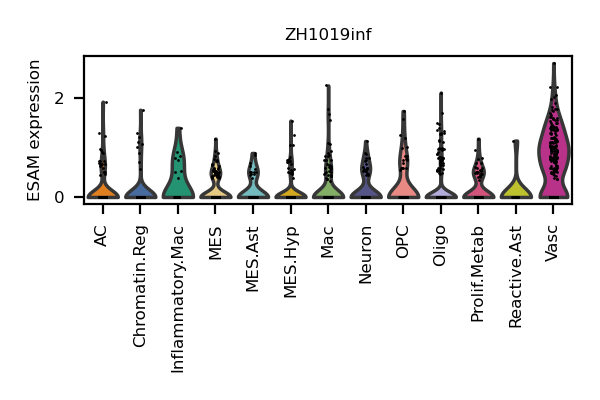 ZH1019inf
ESAM expression
2
0
AC
Chromatin.Reg
Inflammatory.Mac
MES
MES.Ast
MES.Hyp
Mac
Neuron
OPC
Oligo
Prolif.Metab
Reactive.Ast
Vasc